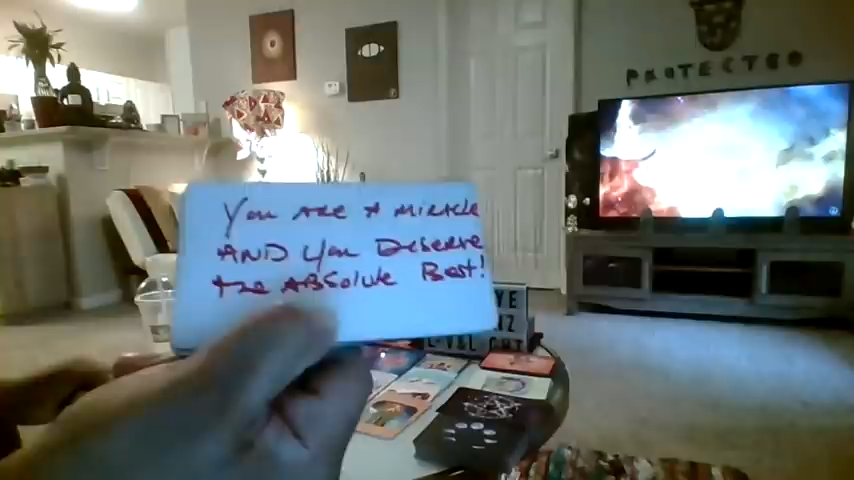 You ARE A MIRACLE
AND you Deserve
the ABSolute Best!
PROTECTED